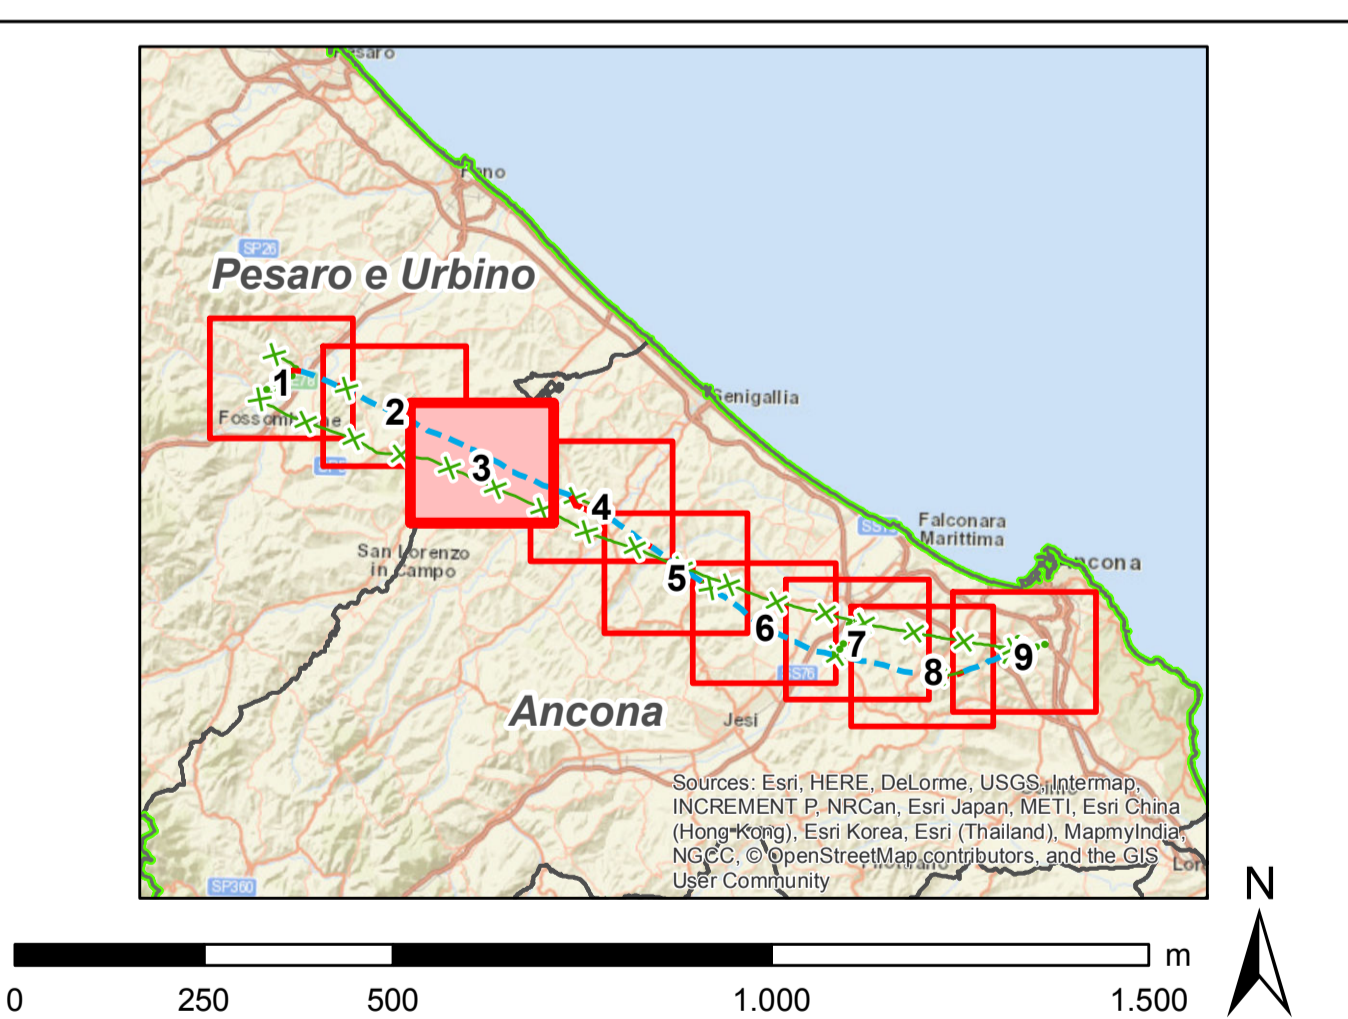 Pesaro
Fano
SP26
Pesaro e Urbino
1
2
Senigallia
3
4
Falconara
Marittima
San Lorenzo
in Campo
Ancona
5
6
7
9
8
SS76
Ancona
Jesi
Sources: Esri, HERE, DeLorme, USGS, Intermap,
INCREMENT P, NRCan, Esri Japan, METI, Esri China
(Hong Kong), Esri Korea, Esri (Thailand), MapmyIndia,
NGCC, © OpenStreetMap contributors, and the GIS
User Community
SP360
N
m
0 250 500 1.000 1.500